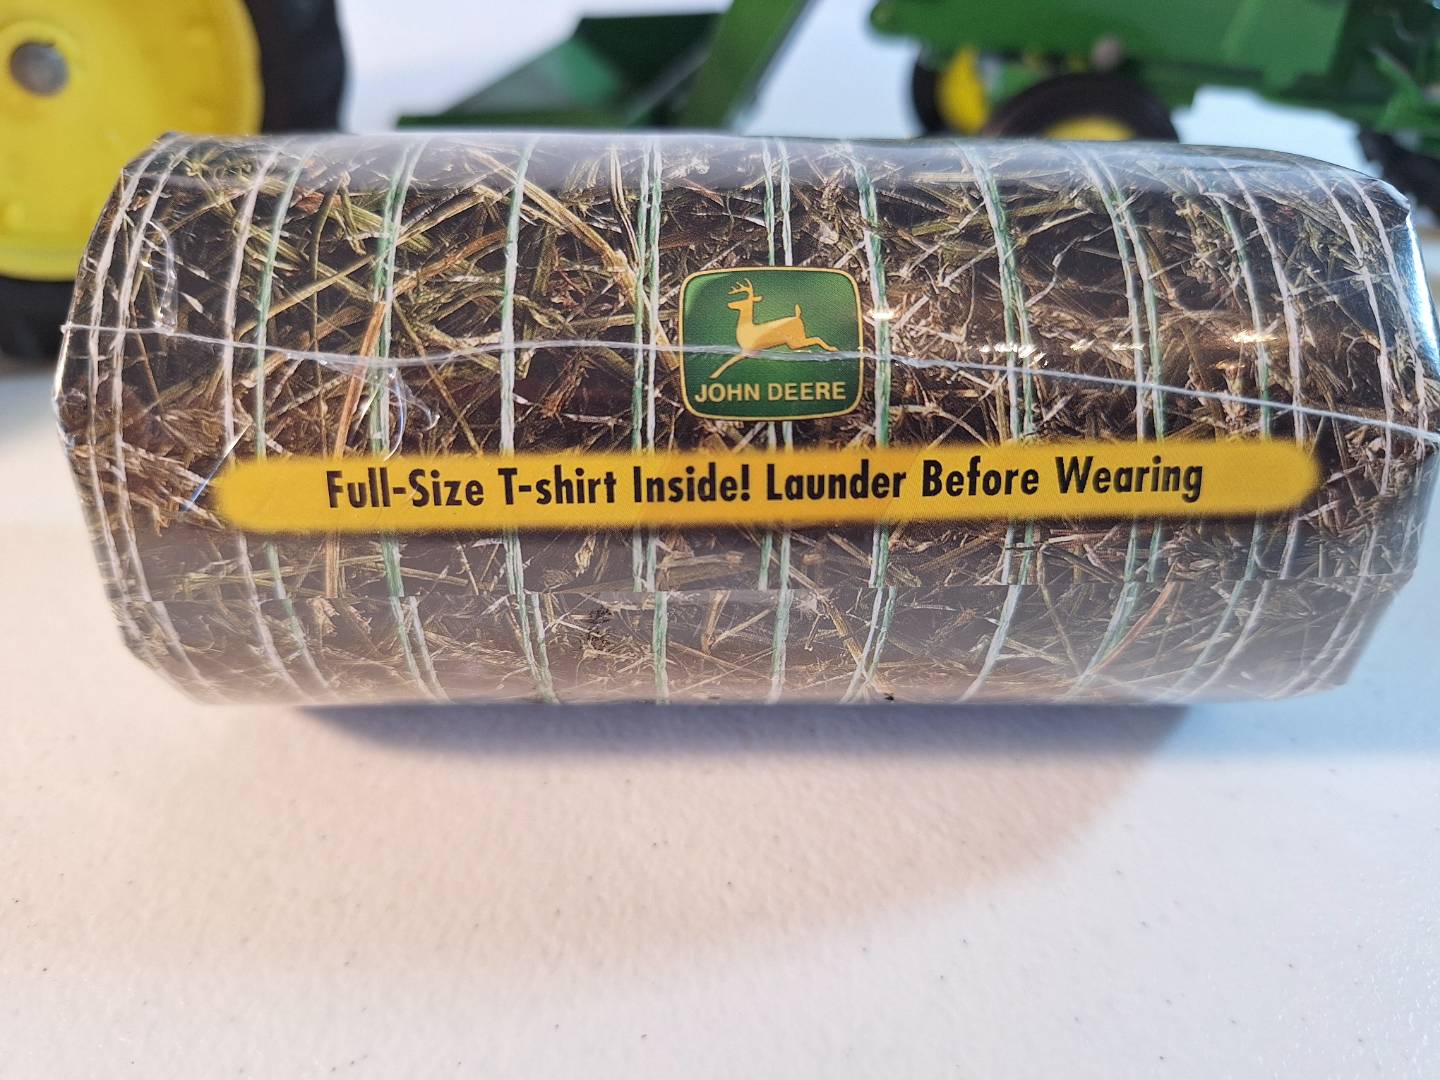 JOHN DEERE
Full-Size T-shirt Inside! Launder Before Wearing